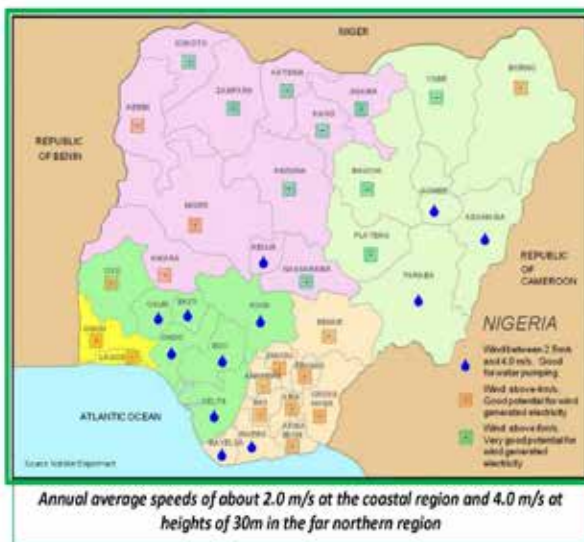 NIGER
SOKOTO
KATSINA
YOBE
BORNO
ZAMFARA
JIGAWA
KEBBI
KANO
REPUBLIC
OF BENIN
KADUNA
BAUCHI
GOMBE
ADAMAWA
NIGER
PLATEAU
REPUBLIC
OF CAMEROON
ABUJA
KWARA
NASSARAWA
TARABA
OYO
OSUN
EKITI
KOGI
BENUE
NIGERIA
OGUN
ONDO
EDO
LAGOS
ENUGU
EBONYI
ANAMBRA
CROSS
RIVER
IMO
ABIA
DELTA
AKWA
IBOM
BAYELSA
RIVERS
ATLANTIC OCEAN
Wind between 2.5m/s
and 4.0 m/s. Good
for water pumping.
Wind above 4m/s.
Good potential for wind
generated electricity
Wind above 6m/s.
Very good potential for
wind generated
electricity
Annual average speeds of about 2.0 m/s at the coastal region and 4.0 m/s at
heights of 30m in the far northern region